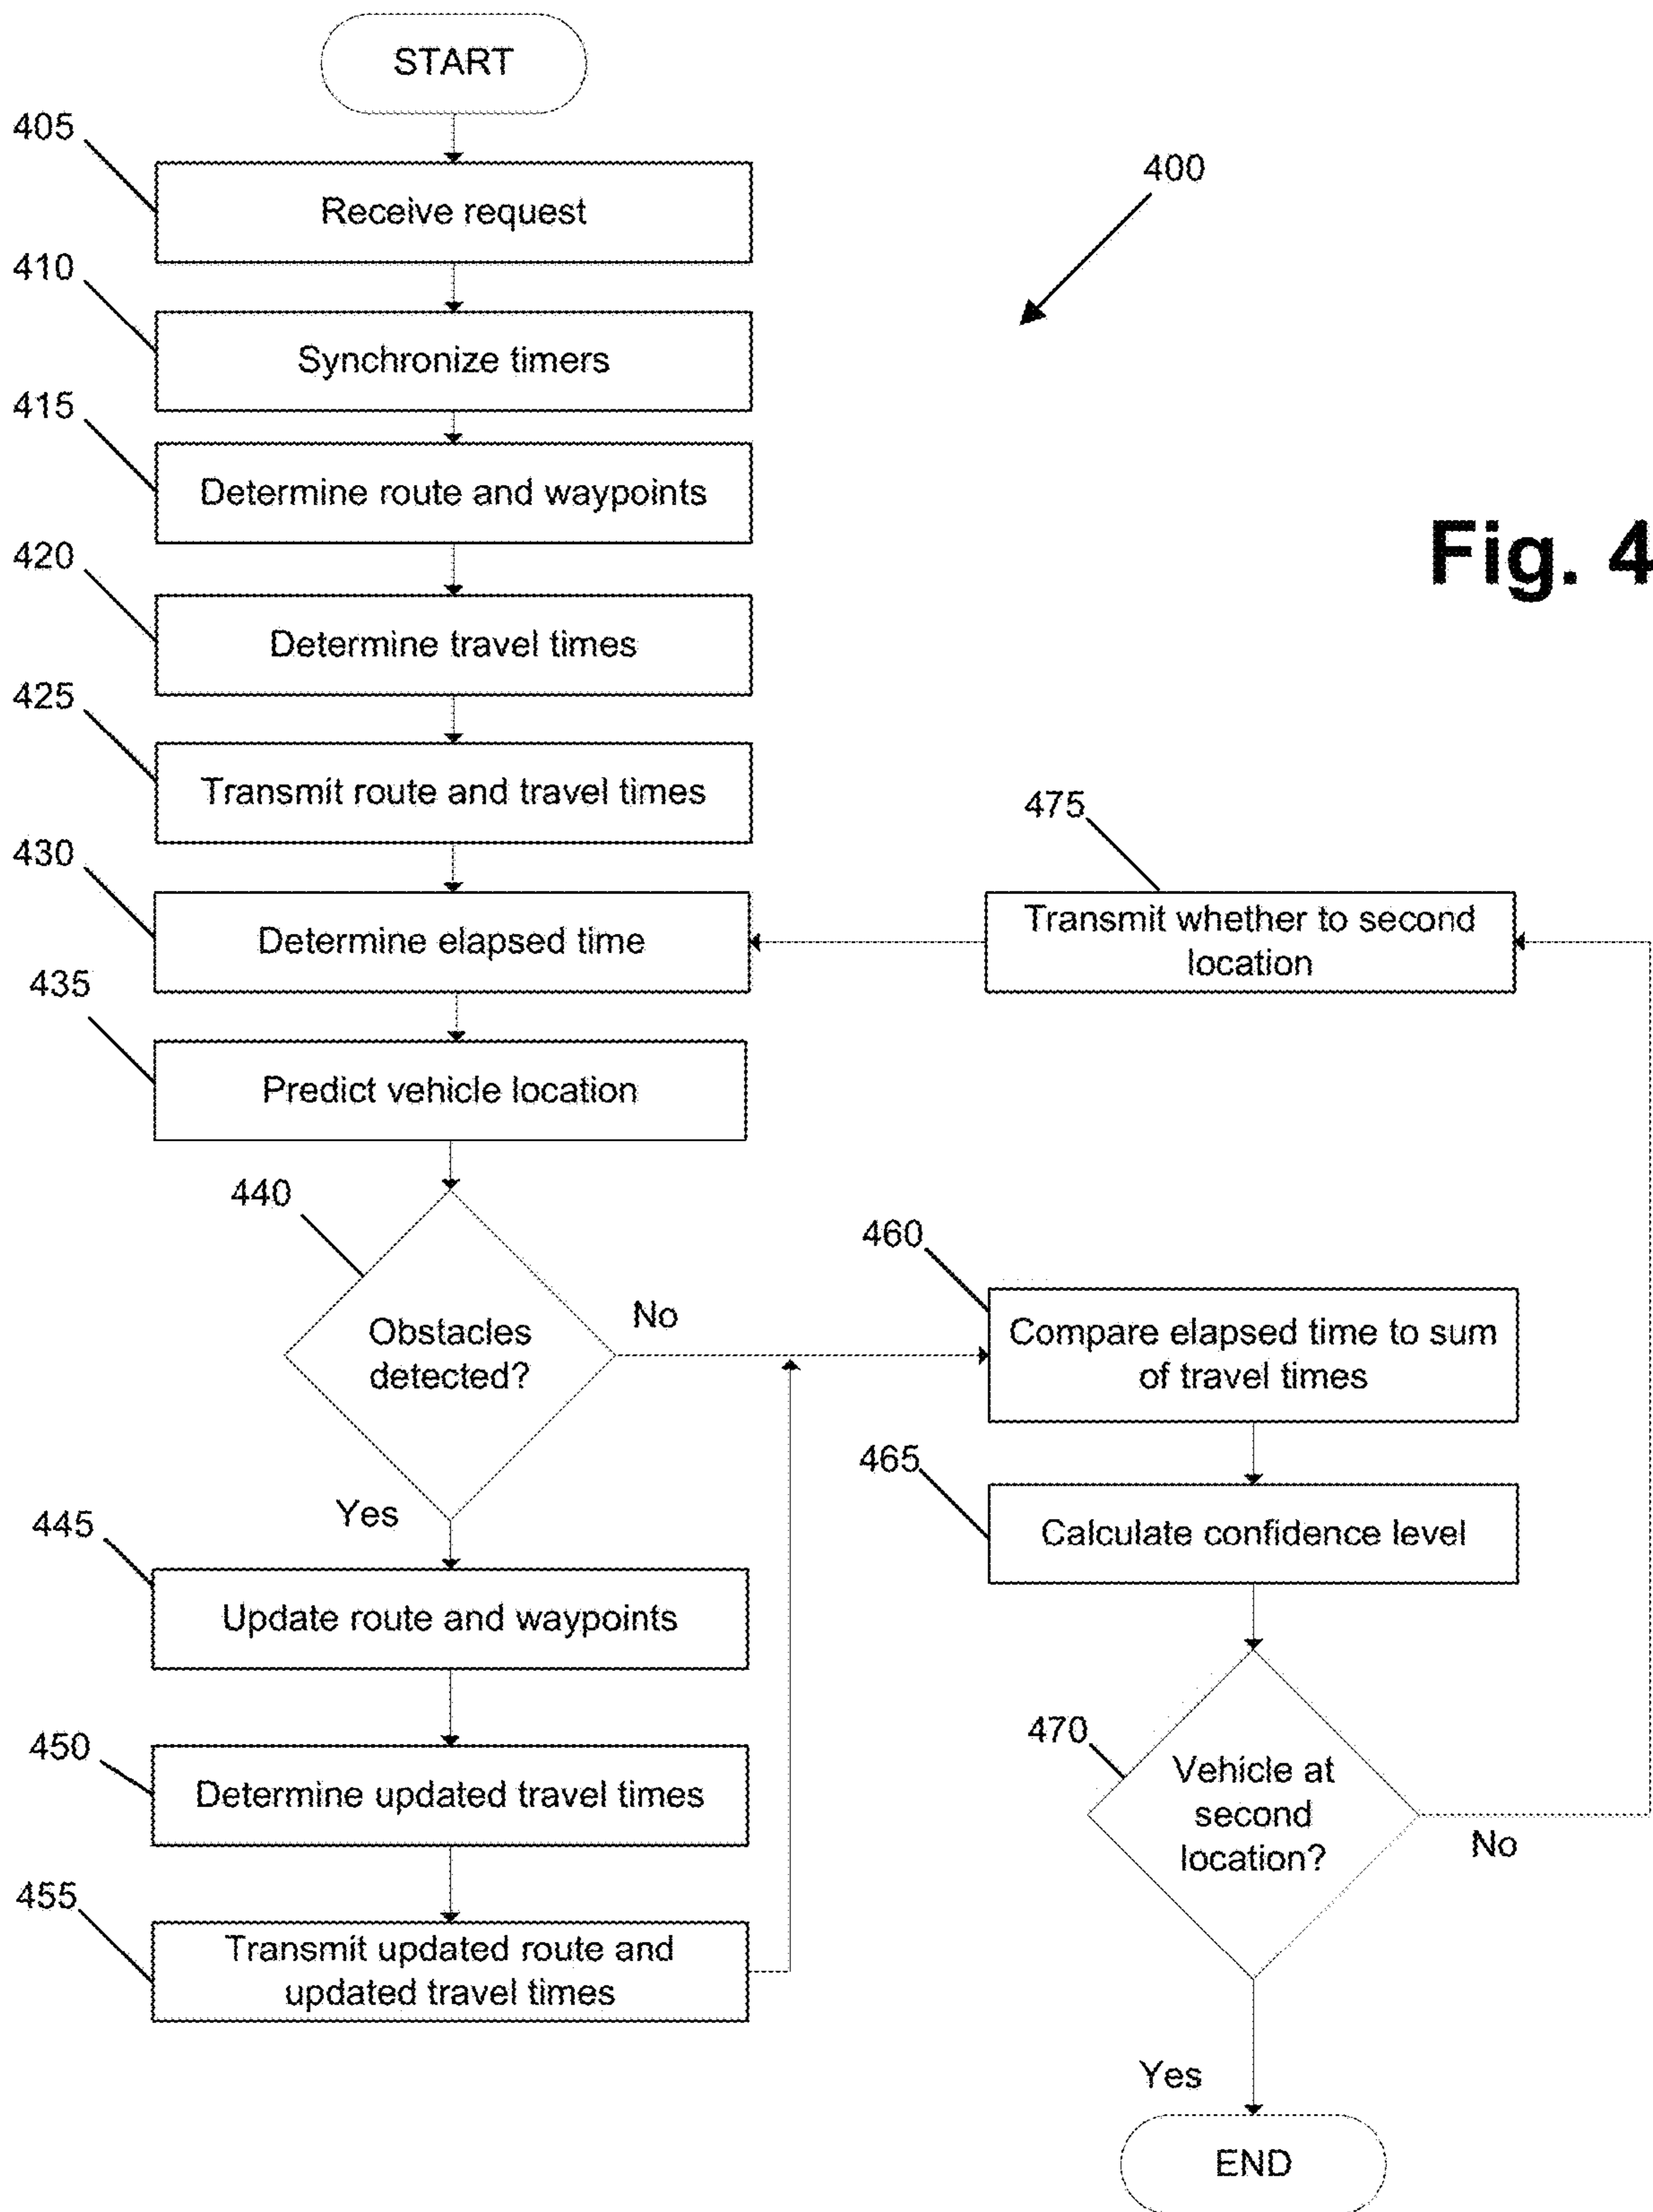 START
405
Receive request
400
410
Synchronize timers
415
Determine route and waypoints
Fig. 4
420
Determine travel times
425
Transmit route and travel times
430
Determine elapsed time
475
Transmit whether to second
location
435
Predict vehicle location
440
Obstacles
detected?
No
Yes
460
Compare elapsed time to sum
of travel times
465
Calculate confidence level
445
Update route and waypoints
450
Determine updated travel times
455
Transmit updated route and
updated travel times
470
Vehicle at
second
location?
No
Yes
END